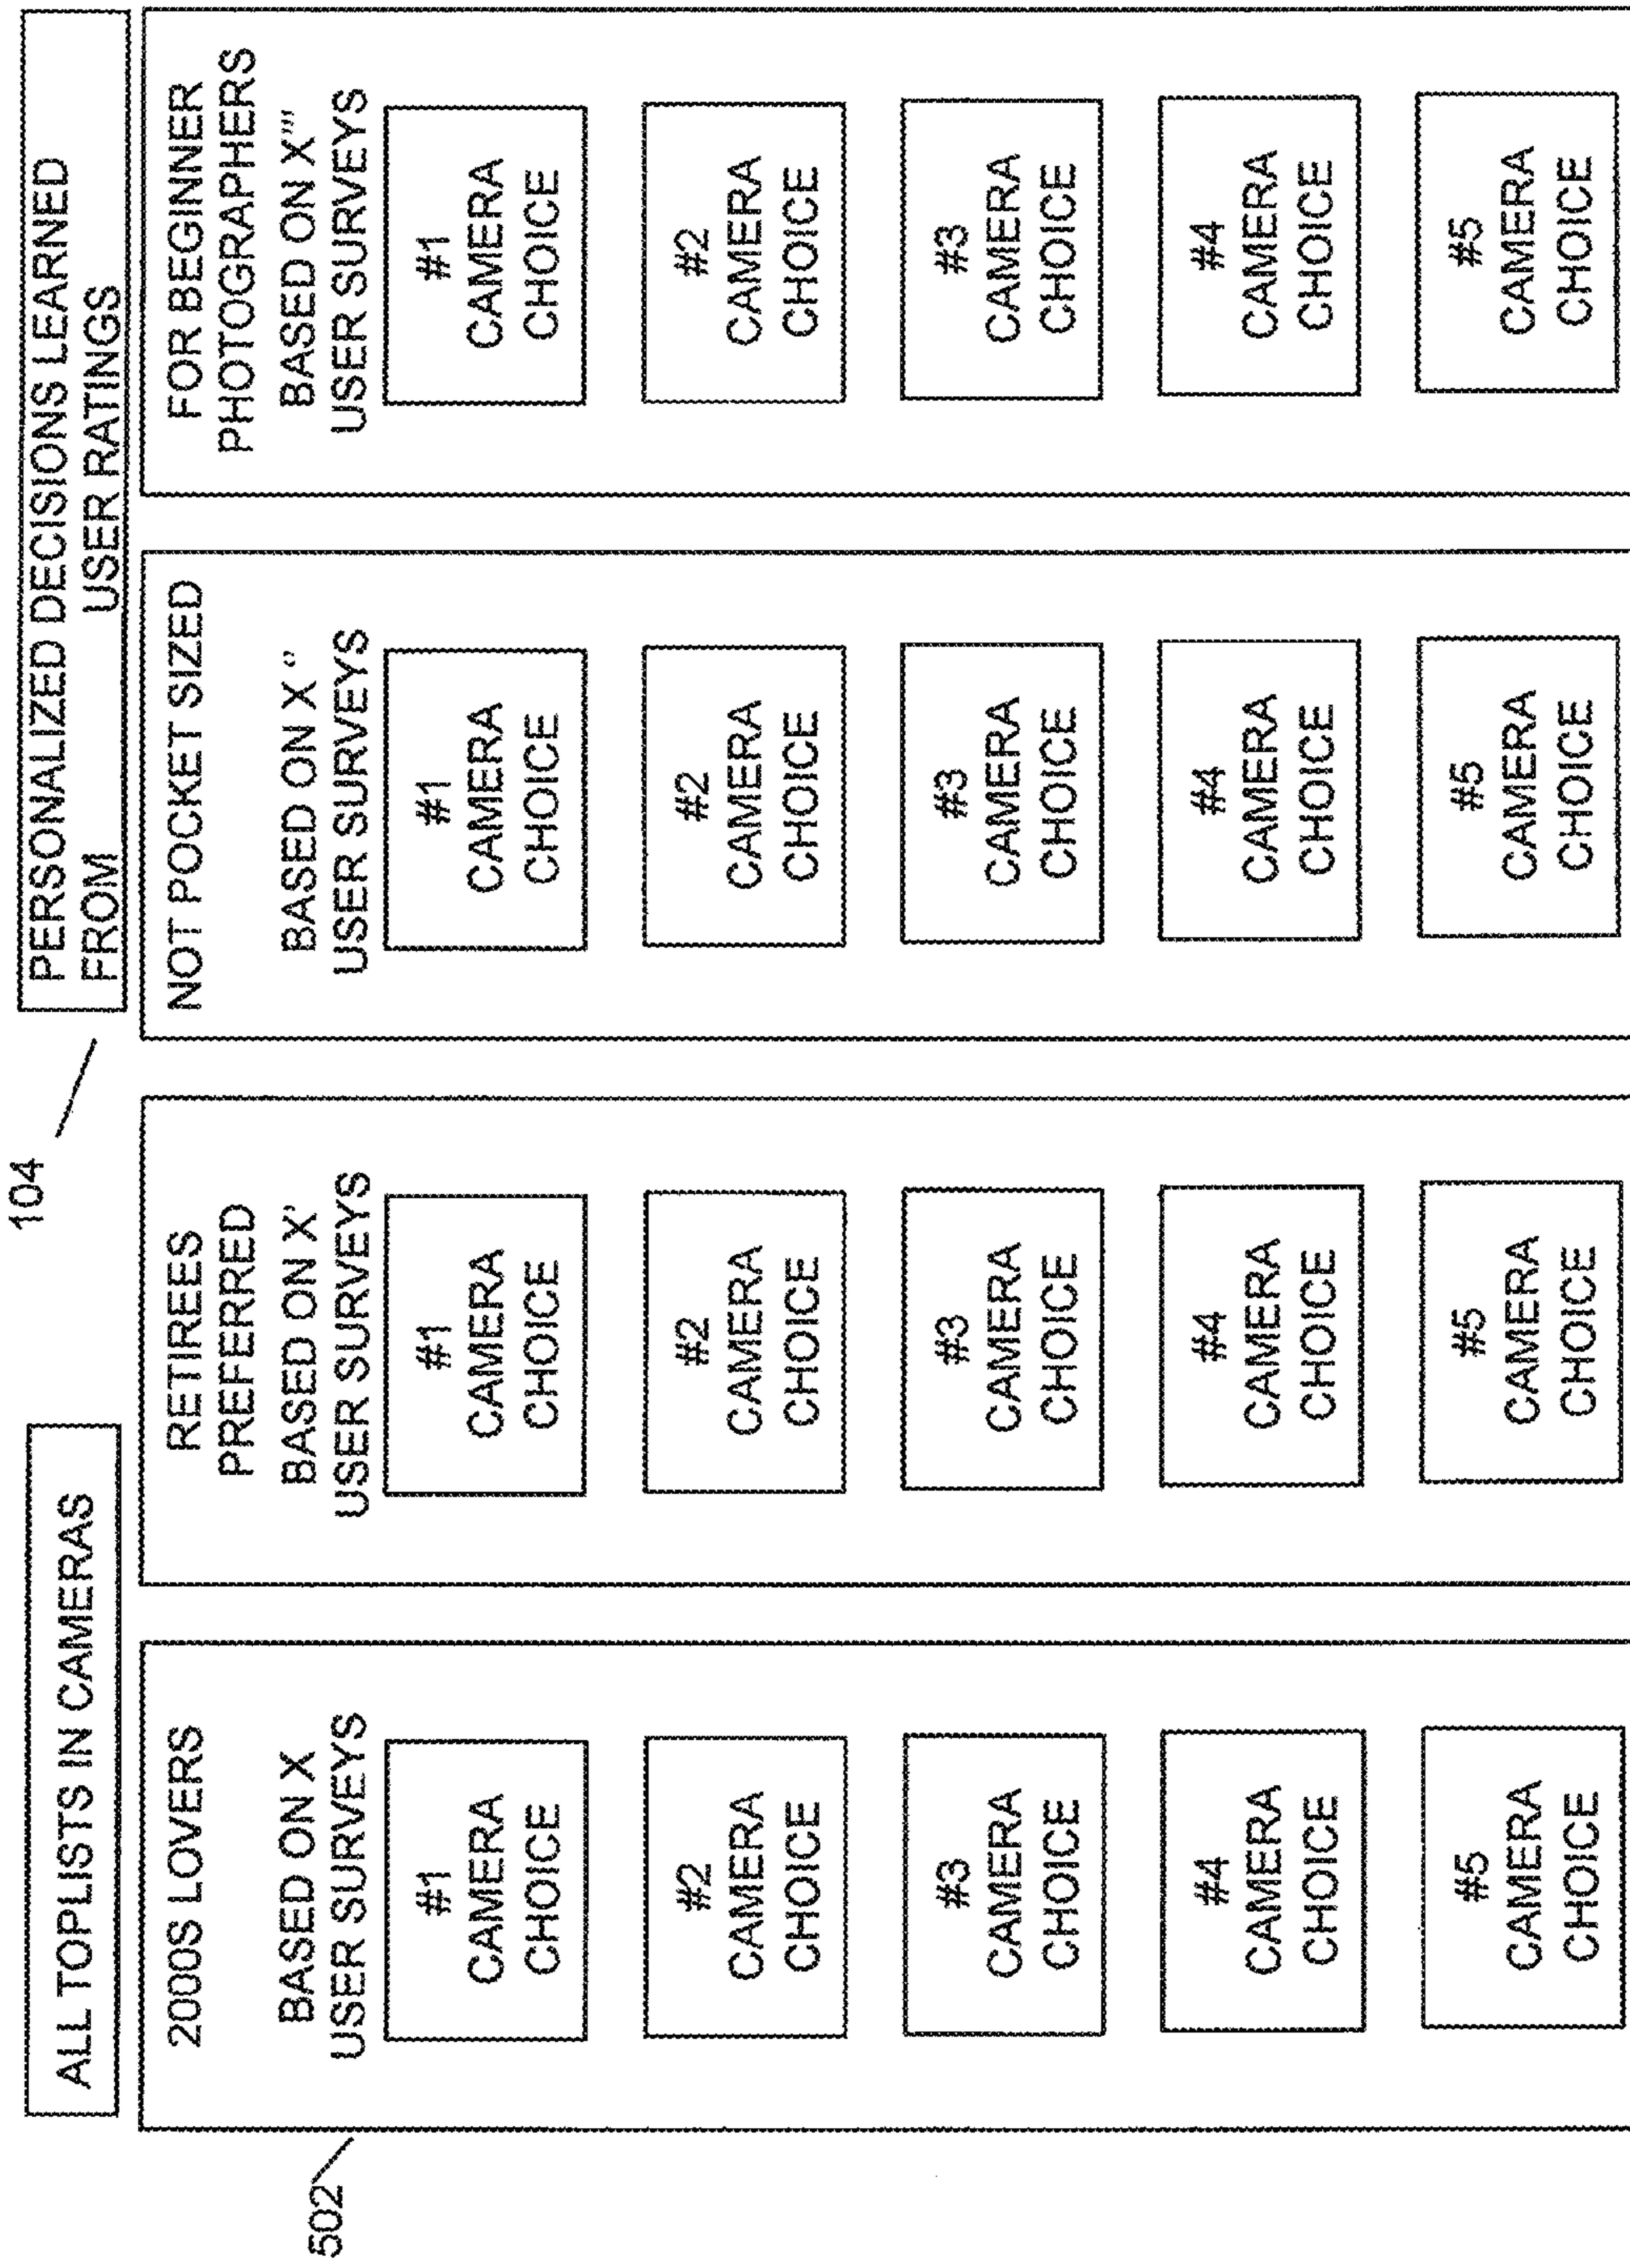 104
ALL TOPLISTS IN CAMERAS
PERSONALIZED DECISIONS LEARNED
FROM USER RATINGS
502
2000S LOVERS
BASED ON X
USER SURVEYS
#1
CAMERA
CHOICE
#2
CAMERA
CHOICE
#3
CAMERA
CHOICE
#4
CAMERA
CHOICE
#5
CAMERA
CHOICE
RETIREES
PREFERRED
BASED ON X'
USER SURVEYS
#1
CAMERA
CHOICE
#2
CAMERA
CHOICE
#3
CAMERA
CHOICE
#4
CAMERA
CHOICE
#5
CAMERA
CHOICE
NOT POCKET SIZED
BASED ON X ‘’
USER SURVEYS
#1
CAMERA
CHOICE
#2
CAMERA
CHOICE
#3
CAMERA
CHOICE
#4
CAMERA
CHOICE
#5
CAMERA
CHOICE
FOR BEGINNER
PHOTOGRAPHERS
BASED ON X'''
USER SURVEYS
#1
CAMERA
CHOICE
#2
CAMERA
CHOICE
#3
CAMERA
CHOICE
#4
CAMERA
CHOICE
#5
CAMERA
CHOICE